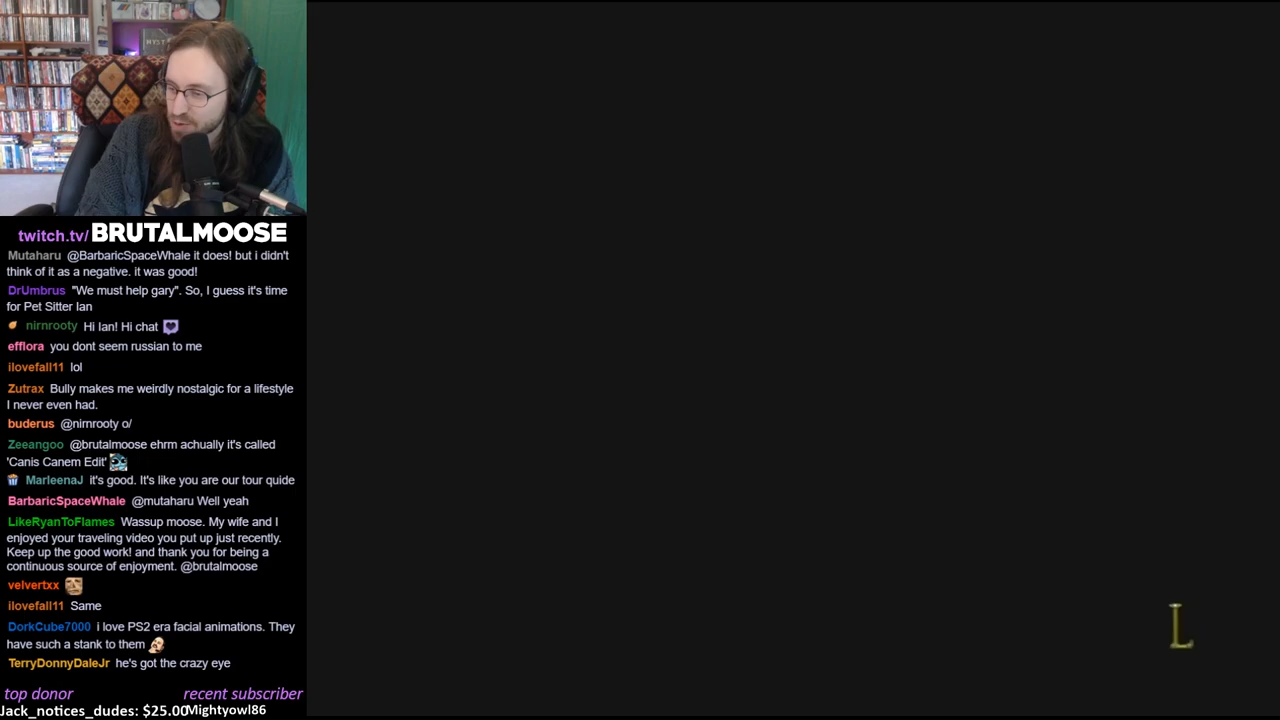 MYST
twitch.tv/BRUTALMOOSE
Mutaharu @BarbaricSpaceWhale it does! but i didn't
think of it as a negative. it was good!
DrUmbrus "We must help gary". So, I guess it's time
for Pet Sitter Ian
nirnrooty Hi Ian! Hi chat
efflora you dont seem russian to me
ilovefall11 lol
Zutrax Bully makes me weirdly nostalgic for a lifestyle
I never even had.
buderus @nirnrooty o/
Zeeangoo @brutalmoose ehrm achually it's called
'Canis Canem Edit'
MarleenaJ it's good. It's like you are our tour quide
BarbaricSpaceWhale @mutaharu Well yeah
LikeRyanToFlames Wassup moose. My wife and I
enjoyed your traveling video you put up just recently.
Keep up the good work! and thank you for being a
continuous source of enjoyment. @brutalmoose
velvertxx
ilovefall11 Same
DorkCube7000 i love PS2 era facial animations. They
have such a stank to them
TerryDonnyDaleJr he's got the crazy eye
top donor recent subscriber
Jack_notices_dudes: $25.00 Mightyowl86
L